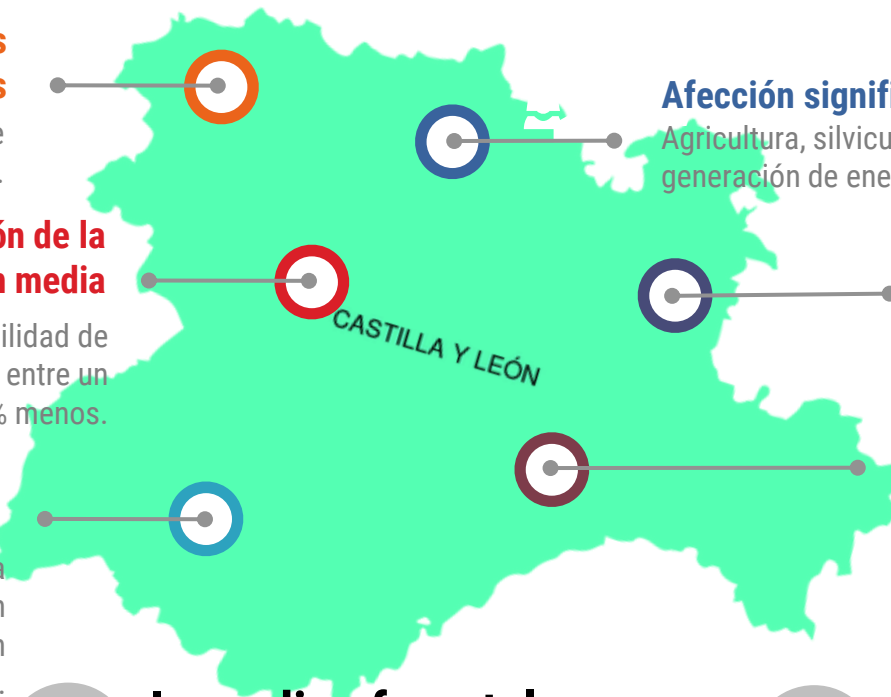 s
s
e
ón de la
media
ilidad de
entre un
% menos.
a
n
n
Afección signifi
Agricultura, silvicu
generación de ene
CASTILLA Y LEÓN